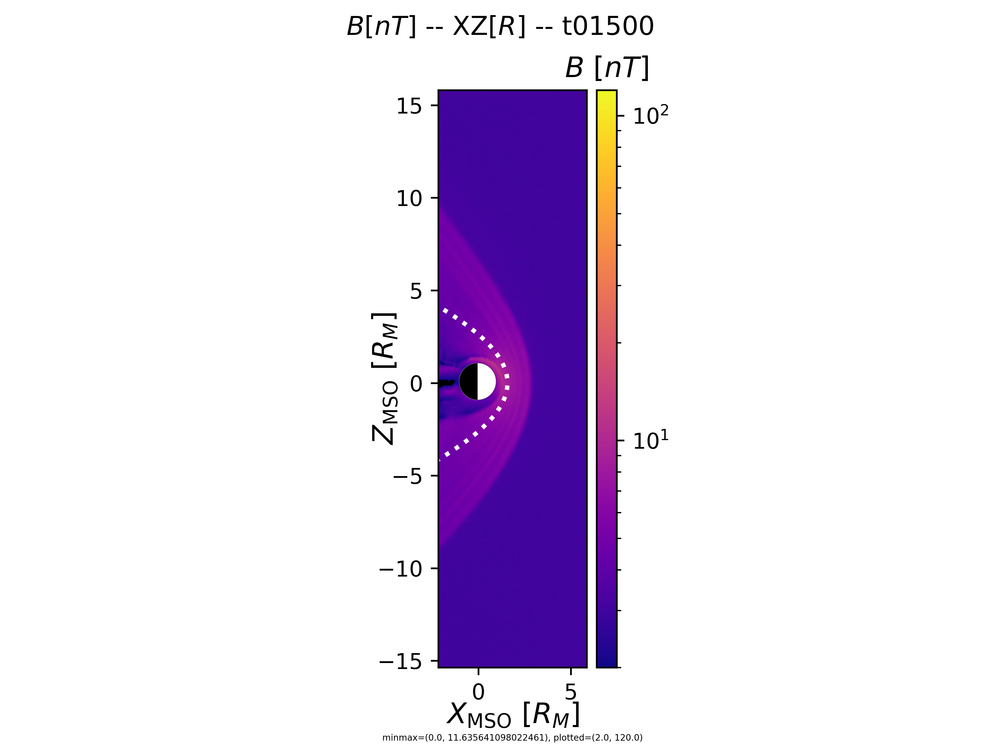 B[nT] -- XZ[R] -- t01500
B [nT]
15
10
5
0
−5
−10
−15
Z_MSO [R_M]
10^2
10^1
0 5
X_MSO [R_M]
minmax=(0.0, 11.635641098022461), plotted=(2.0, 120.0)